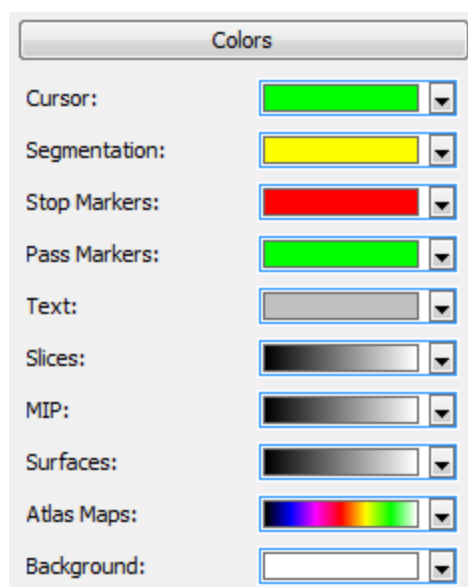 Colors
Cursor:
Segmentation:
Stop Markers:
Pass Markers:
Text:
Slices:
MIP:
Surfaces:
Atlas Maps:
Background: